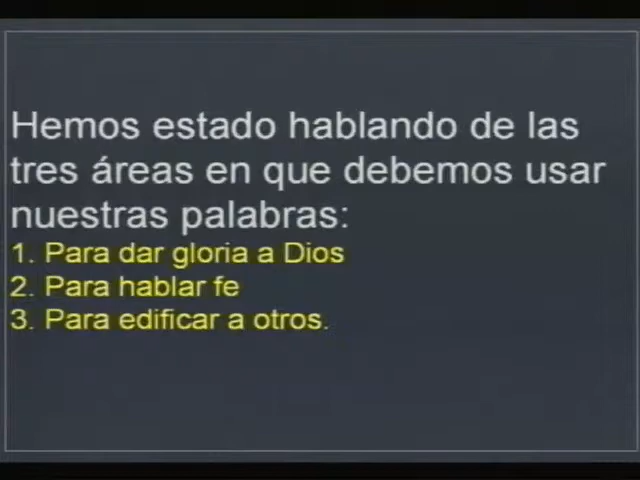 Hemos estado hablando de las
tres áreas en que debemos usar
nuestras palabras:
1. Para dar gloria a Dios
2. Para hablar fe
3. Para edificar a otros.